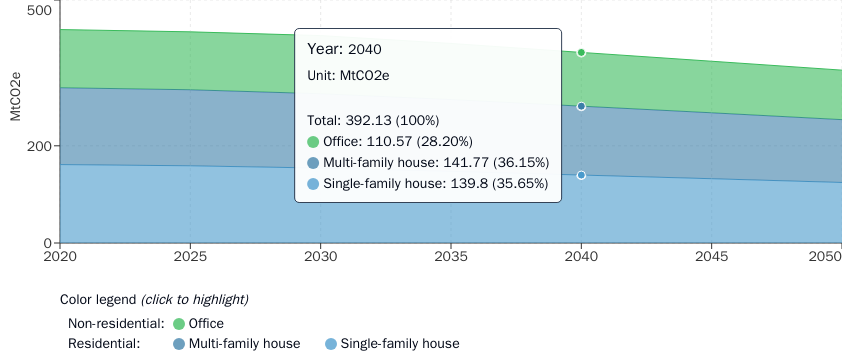 500
MtCO2e
200
0
2020 2025 2030 2035 2040 2045 2050
Year: 2040
Unit: MtCO2e
Total: 392.13 (100%)
Office: 110.57 (28.20%)
Multi-family house: 141.77 (36.15%)
Single-family house: 139.8 (35.65%)
Color legend (click to highlight)
Non-residential: Office
Residential: Multi-family house Single-family house